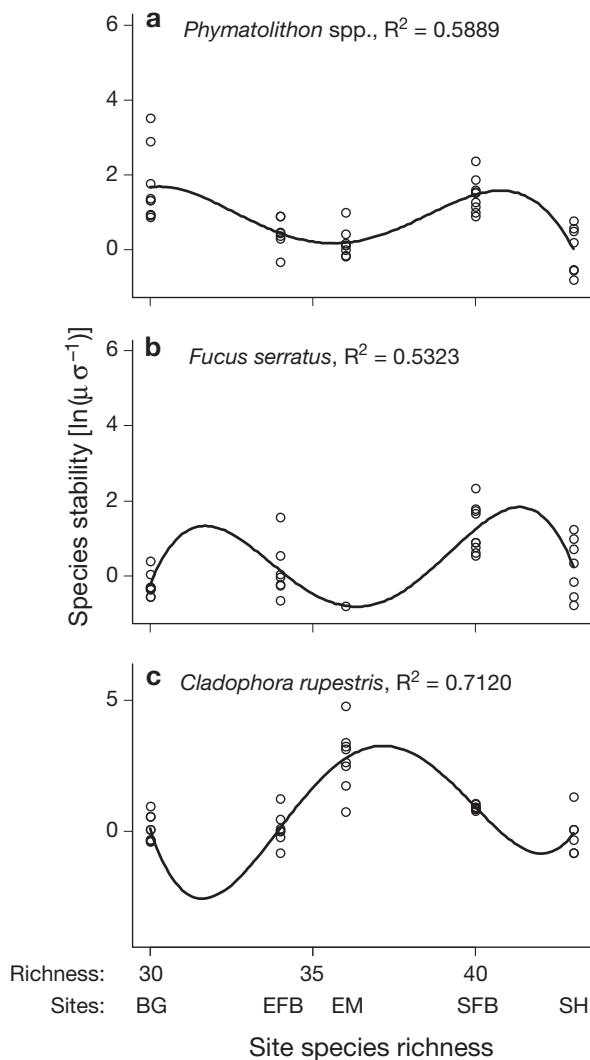 a Phymatolithon spp., R² = 0.5889
6
4
2
0
Species stability [ln(μ σ⁻¹)]
b Fucus serratus, R² = 0.5323
6
4
2
0
c Cladophora rupestris, R² = 0.7120
5
0
Richness: 30 35 40
Sites: BG EFB EM SFB SH
Site species richness